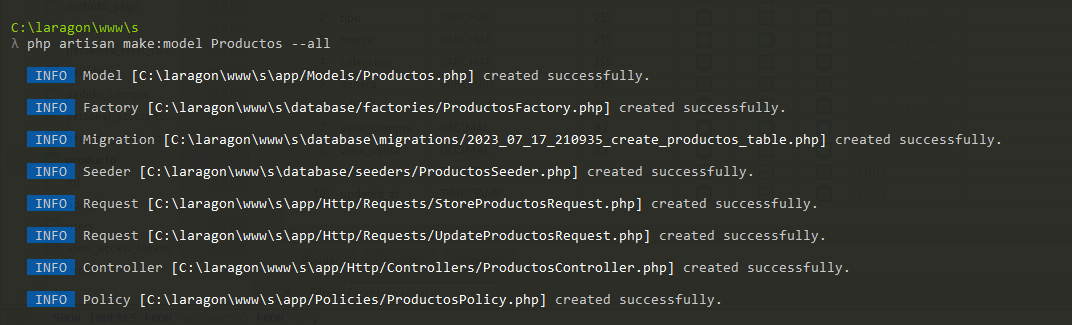 C:\laragon\www\s
λ php artisan make:model Productos --all
INFO Model [C:\laragon\www\s\app/Models/Productos.php] created successfully.
INFO Factory [C:\laragon\www\s\database/factories/ProductosFactory.php] created successfully.
INFO Migration [C:\laragon\www\s\database\migrations/2023_07_17_210935_create_productos_table.php] created successfully.
INFO Seeder [C:\laragon\www\s\database/seeders/ProductosSeeder.php] created successfully.
INFO Request [C:\laragon\www\s\app/Http/Requests/StoreProductosRequest.php] created successfully.
INFO Request [C:\laragon\www\s\app/Http/Requests/UpdateProductosRequest.php] created successfully.
INFO Controller [C:\laragon\www\s\app/Http/Controllers/ProductosController.php] created successfully.
INFO Policy [C:\laragon\www\s\app/Policies/ProductosPolicy.php] created successfully.